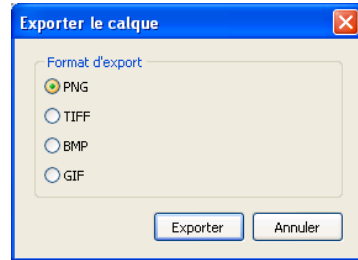 Exporter le calque
Format d'export
PNG
TIFF
BMP
GIF
Exporter
Annuler